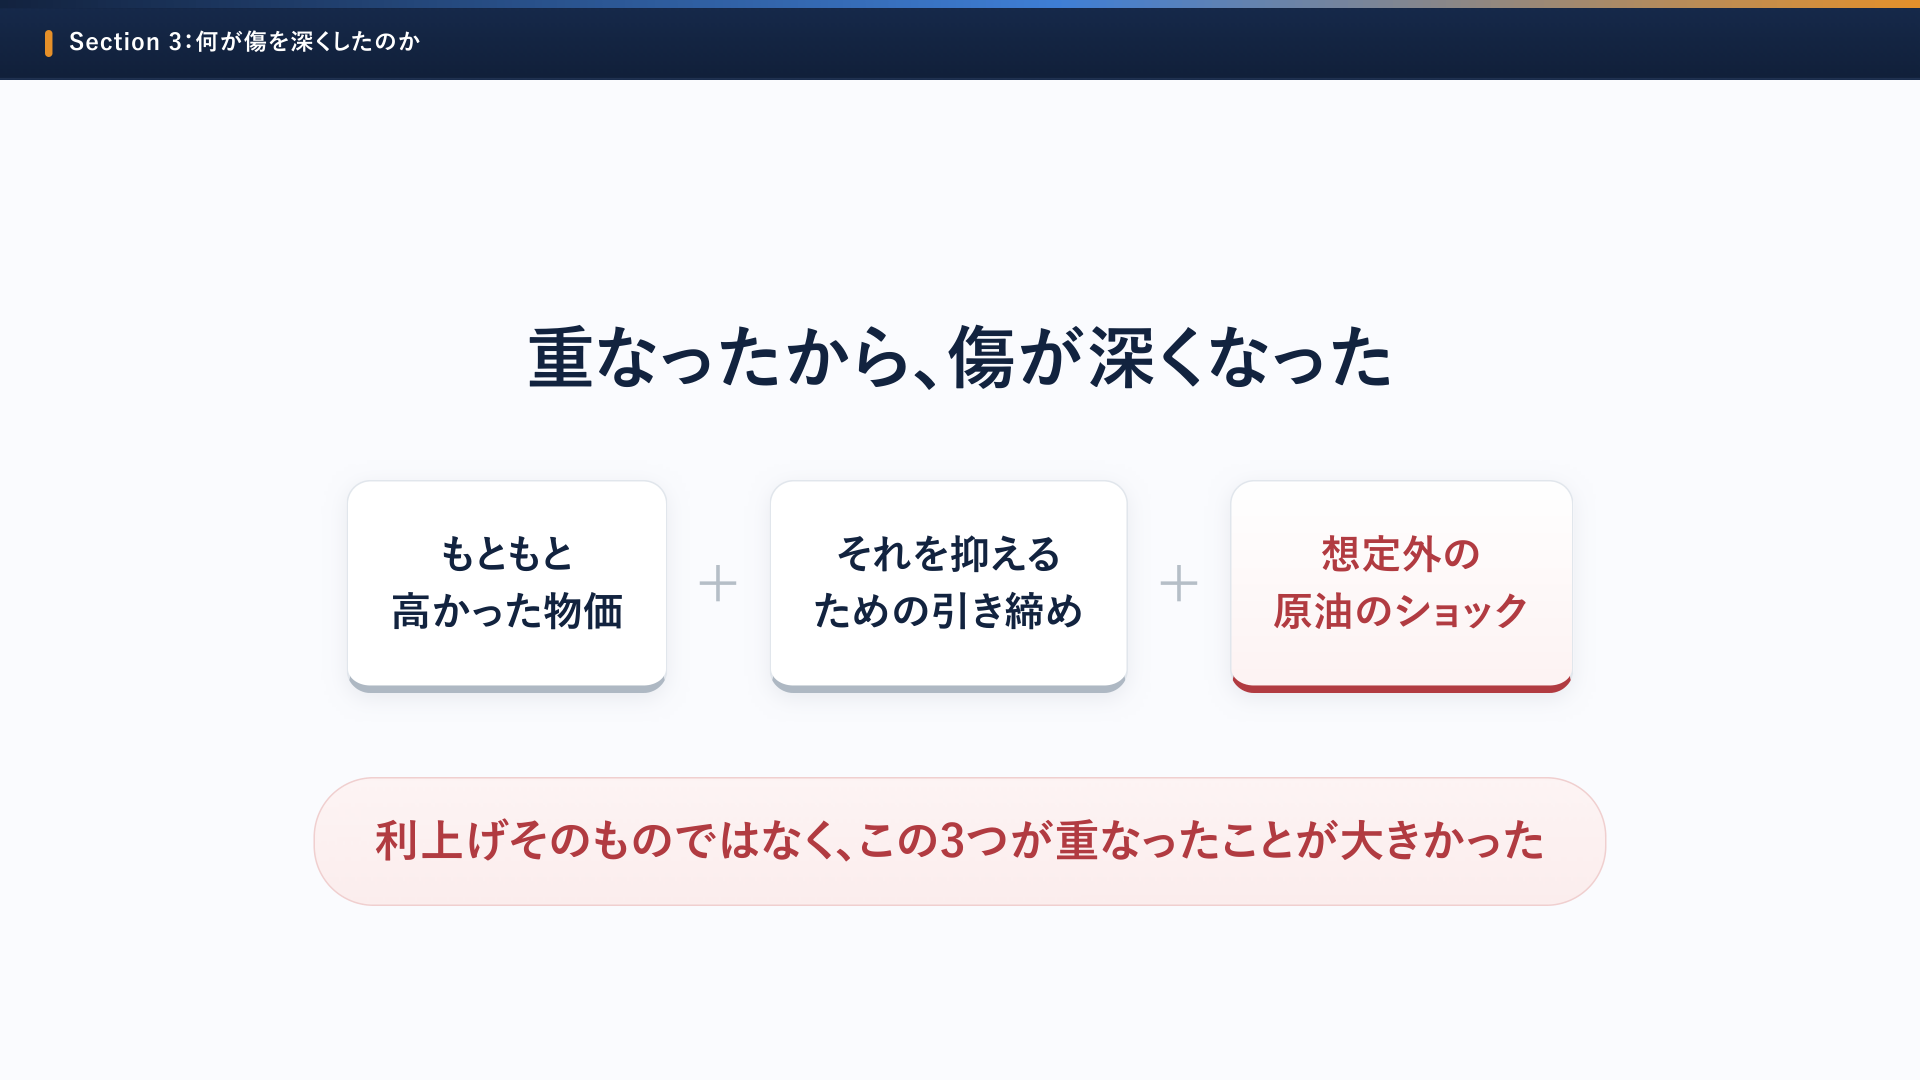 Section 3：何が傷を深くしたのか
重なったから、傷が深くなった
もともと
高かった物価
＋
それを抑える
ための引き締め
＋
想定外の
原油のショック
利上げそのものではなく、この3つが重なったことが大きかった